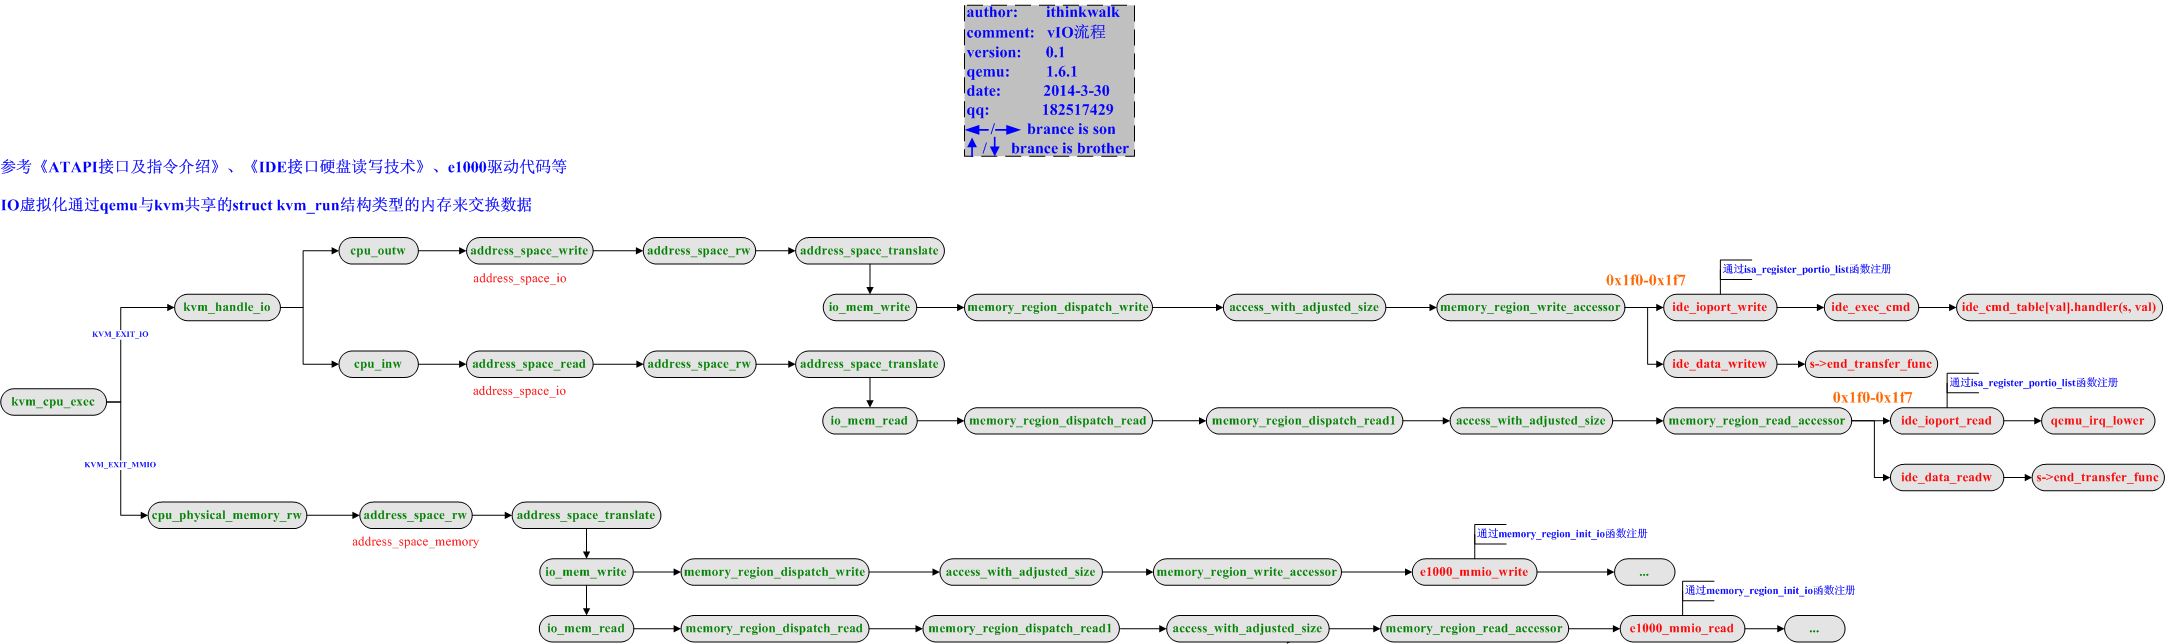 author: ithinkwalk
comment: vIO流程
version: 0.1
qemu: 1.6.1
date: 2014-3-30
qq: 182517429
/ brance is son
/ brance is brother
参考《ATAPI接口及指令介绍》、《IDE接口硬盘读写技术》、e1000驱动代码等
IO虚拟化通过qemu与kvm共享的struct kvm_run结构类型的内存来交换数据
cpu_outw
address_space_write
address_space_rw
address_space_translate
address_space_io
通过isa_register_portio_list函数注册
0x1f0-0x1f7
kvm_handle_io
io_mem_write
memory_region_dispatch_write
access_with_adjusted_size
memory_region_write_accessor
ide_ioport_write
ide_exec_cmd
ide_cmd_table[val].handler(s, val)
KVM_EXIT_IO
cpu_inw
address_space_read
address_space_rw
address_space_translate
ide_data_writew
s->end_transfer_func
address_space_io
通过isa_register_portio_list函数注册
0x1f0-0x1f7
kvm_cpu_exec
io_mem_read
memory_region_dispatch_read
memory_region_dispatch_read1
access_with_adjusted_size
memory_region_read_accessor
ide_ioport_read
qemu_irq_lower
KVM_EXIT_MMIO
ide_data_readw
s->end_transfer_func
cpu_physical_memory_rw
address_space_rw
address_space_translate
address_space_memory
通过memory_region_init_io函数注册
io_mem_write
memory_region_dispatch_write
access_with_adjusted_size
memory_region_write_accessor
e1000_mmio_write
...
通过memory_region_init_io函数注册
io_mem_read
memory_region_dispatch_read
memory_region_dispatch_read1
access_with_adjusted_size
memory_region_read_accessor
e1000_mmio_read
...